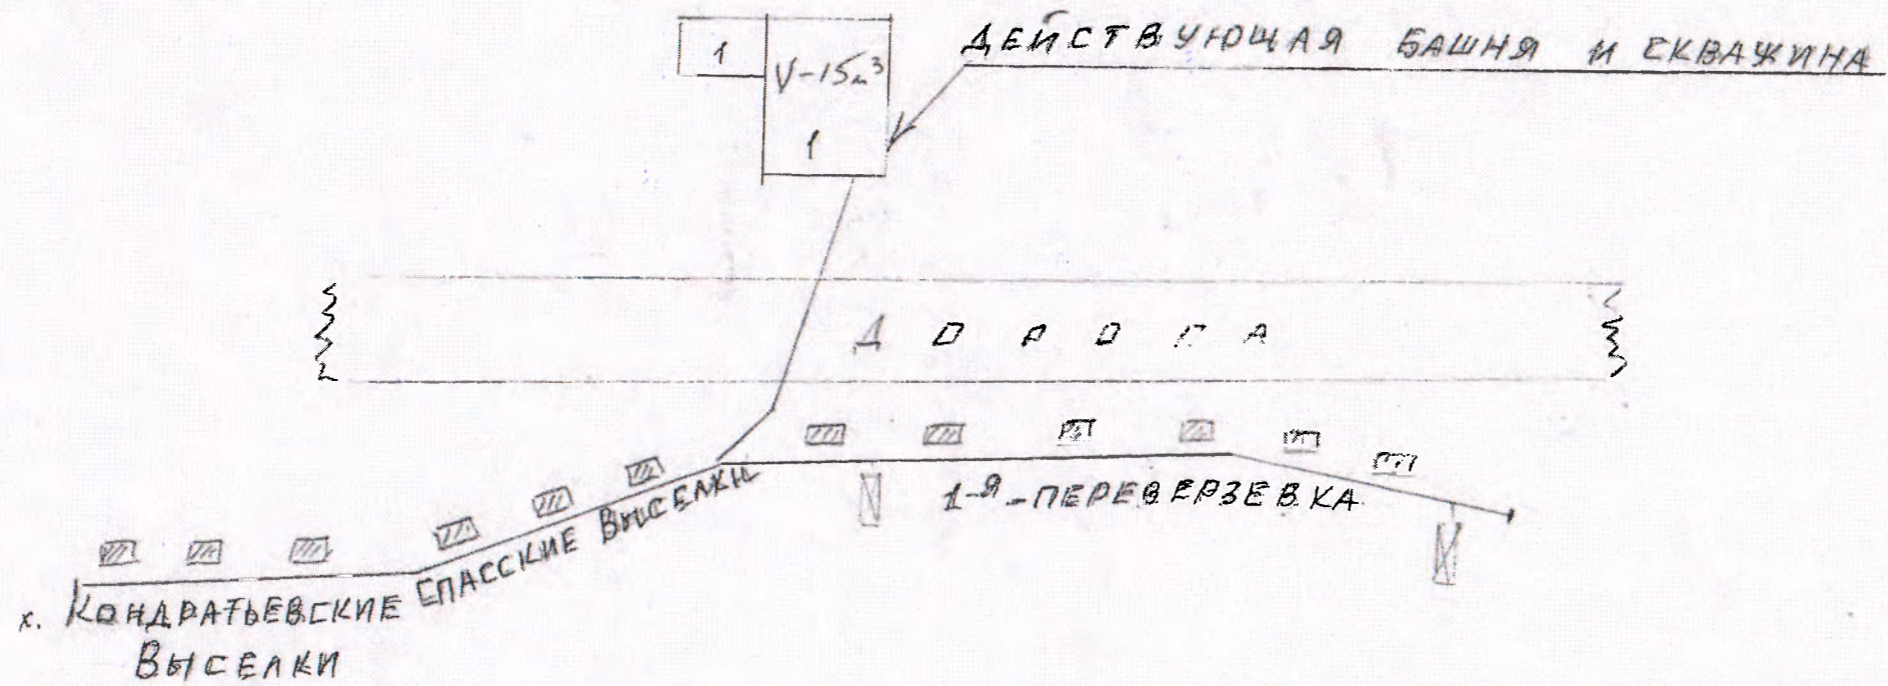 ДЕЙСТВУЮЩАЯ БАШНЯ И СКВАЖИНА
1
V-15м³
1
ДОРОГА
1-Я-ПЕРЕВЕРЗЕВКА
СПАССКИЕ ВЫСЕЛКИ
х. КОНДРАТЬЕВСКИЕ
ВЫСЕЛКИ